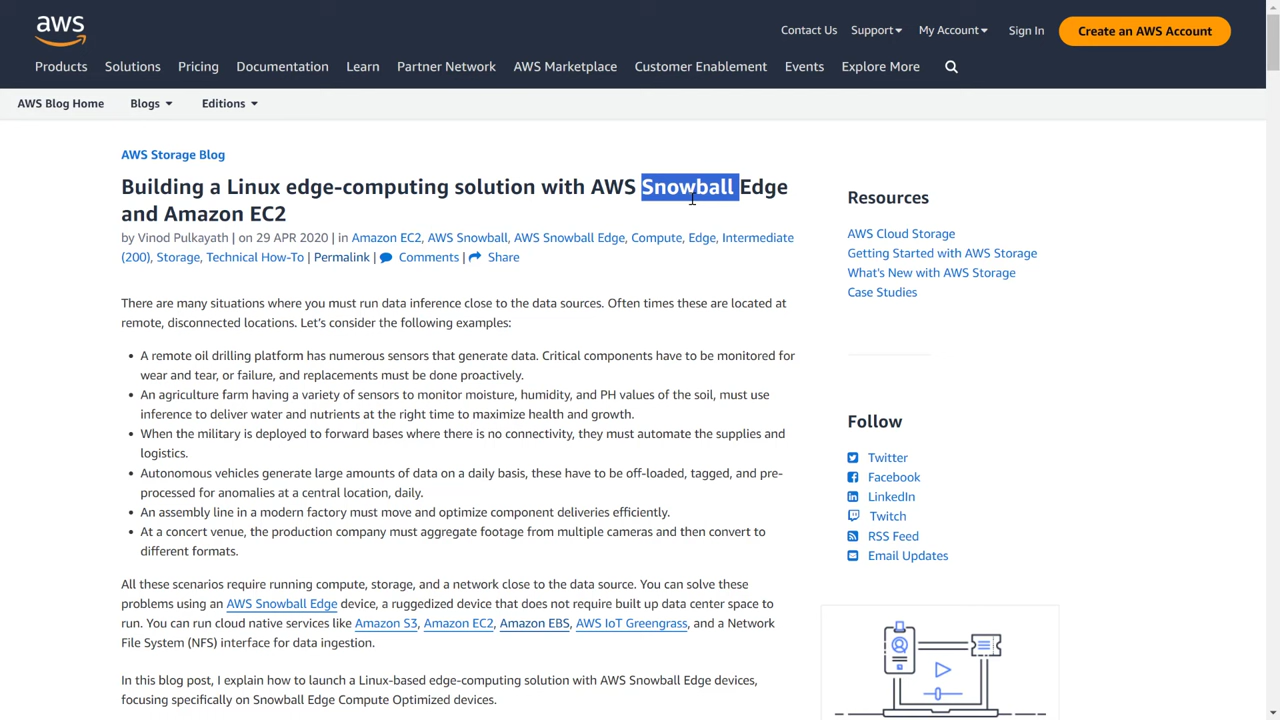 aws
Contact Us Support My Account Sign In Create an AWS Account
Products Solutions Pricing Documentation Learn Partner Network AWS Marketplace Customer Enablement Events Explore More
AWS Blog Home Blogs Editions
AWS Storage Blog
Building a Linux edge-computing solution with AWS Snowball Edge
and Amazon EC2
by Vinod Pulkayath | on 29 APR 2020 | in Amazon EC2, AWS Snowball, AWS Snowball Edge, Compute, Edge, Intermediate
(200), Storage, Technical How-To | Permalink | Comments | Share
There are many situations where you must run data inference close to the data sources. Often times these are located at
remote, disconnected locations. Let's consider the following examples:
• A remote oil drilling platform has numerous sensors that generate data. Critical components have to be monitored for
wear and tear, or failure, and replacements must be done proactively.
• An agriculture farm having a variety of sensors to monitor moisture, humidity, and PH values of the soil, must use
inference to deliver water and nutrients at the right time to maximize health and growth.
• When the military is deployed to forward bases where there is no connectivity, they must automate the supplies and
logistics.
• Autonomous vehicles generate large amounts of data on a daily basis, these have to be off-loaded, tagged, and pre-
processed for anomalies at a central location, daily.
• An assembly line in a modern factory must move and optimize component deliveries efficiently.
• At a concert venue, the production company must aggregate footage from multiple cameras and then convert to
different formats.
All these scenarios require running compute, storage, and a network close to the data source. You can solve these
problems using an AWS Snowball Edge device, a ruggedized device that does not require built up data center space to
run. You can run cloud native services like Amazon S3, Amazon EC2, Amazon EBS, AWS IoT Greengrass, and a Network
File System (NFS) interface for data ingestion.
In this blog post, I explain how to launch a Linux-based edge-computing solution with AWS Snowball Edge devices,
focusing specifically on Snowball Edge Compute Optimized devices.
Resources
AWS Cloud Storage
Getting Started with AWS Storage
What's New with AWS Storage
Case Studies
Follow
Twitter
Facebook
LinkedIn
Twitch
RSS Feed
Email Updates